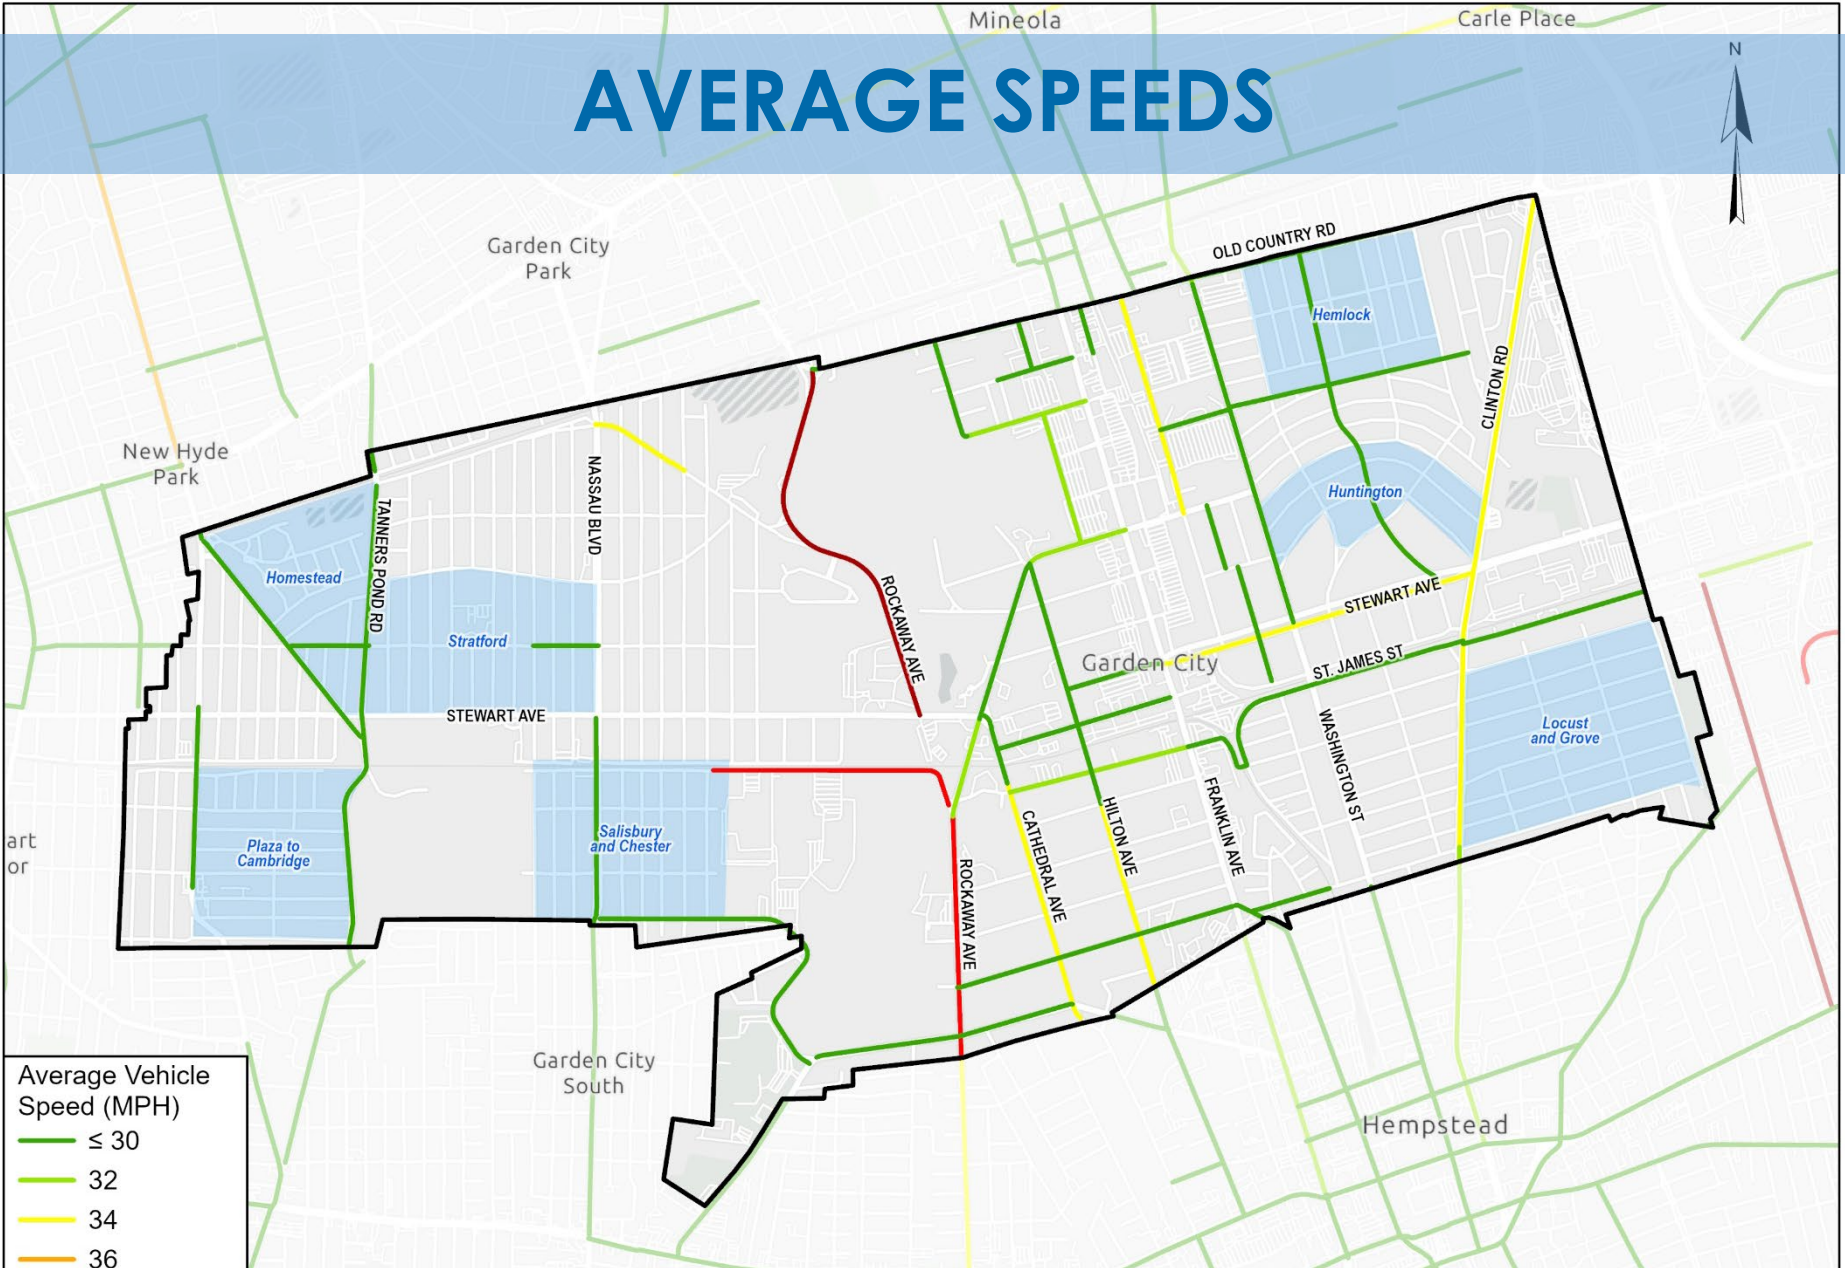 Mineola
Carle Place
AVERAGE SPEEDS
N
Garden City
Park
OLD COUNTRY RD
Hemlock
CLINTON RD
New Hyde
Park
NASSAU BLVD
TANNERS POND RD
Huntington
Homestead
Stratford
ROCKAWAY AVE
STEWART AVE
Garden City
ST. JAMES ST
STEWART AVE
WASHINGTON ST
Locust
and Grove
art
or
Plaza to
Cambridge
Salisbury
and Chester
FRANKLIN AVE
HILTON AVE
CATHEDRAL AVE
ROCKAWAY AVE
Garden City
South
Hempstead
Average Vehicle
Speed (MPH)
≤ 30
32
34
36